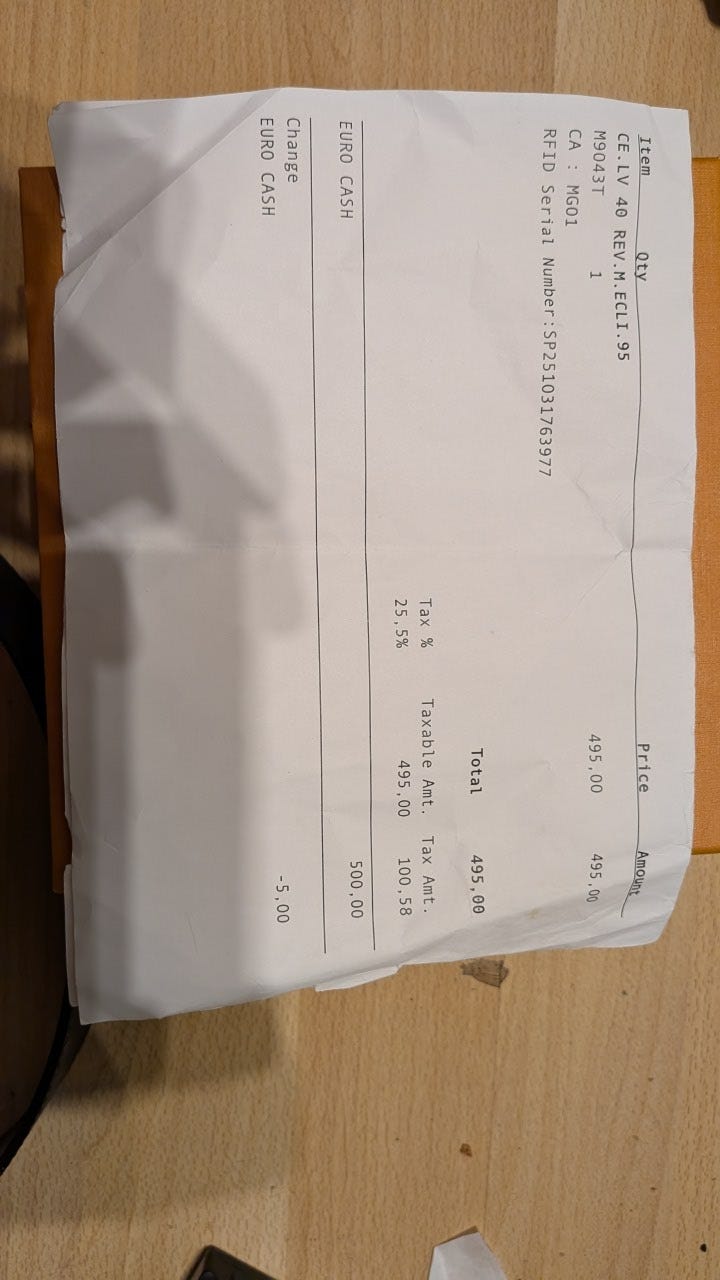 Item Qty Price Amount
CE.LV 40 REV.M.ECLI.95
M9043T 1 495,00 495,00
CA : MG01
RFID Serial Number:SP251031763977
Total 495,00
Tax % Taxable Amt. Tax Amt.
25,5% 495,00 100,58
EURO CASH 500,00
Change
EURO CASH -5,00